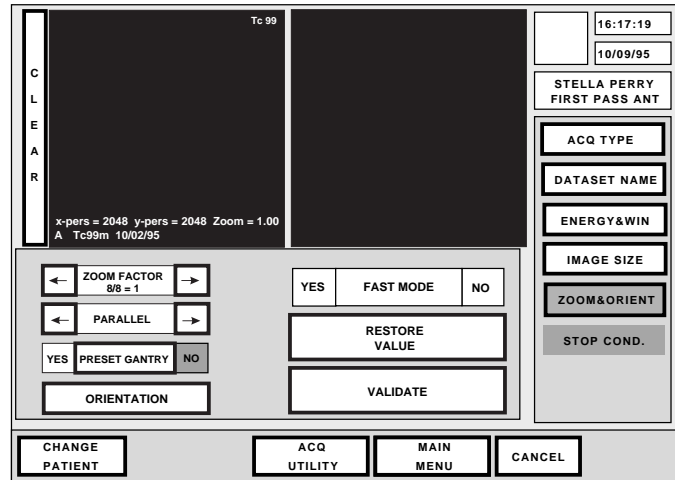 C
L
E
A
R
Tc 99
x-pers = 2048 y-pers = 2048 Zoom = 1.00
A Tc99m 10/02/95
16:17:19
10/09/95
STELLA PERRY
FIRST PASS ANT
ACQ TYPE
DATASET NAME
ENERGY&WIN
IMAGE SIZE
ZOOM&ORIENT
STOP COND.
← ZOOM FACTOR →
8/8 = 1
← PARALLEL →
YES PRESET GANTRY NO
ORIENTATION
YES FAST MODE NO
RESTORE
VALUE
VALIDATE
CHANGE
PATIENT
ACQ
UTILITY
MAIN
MENU
CANCEL